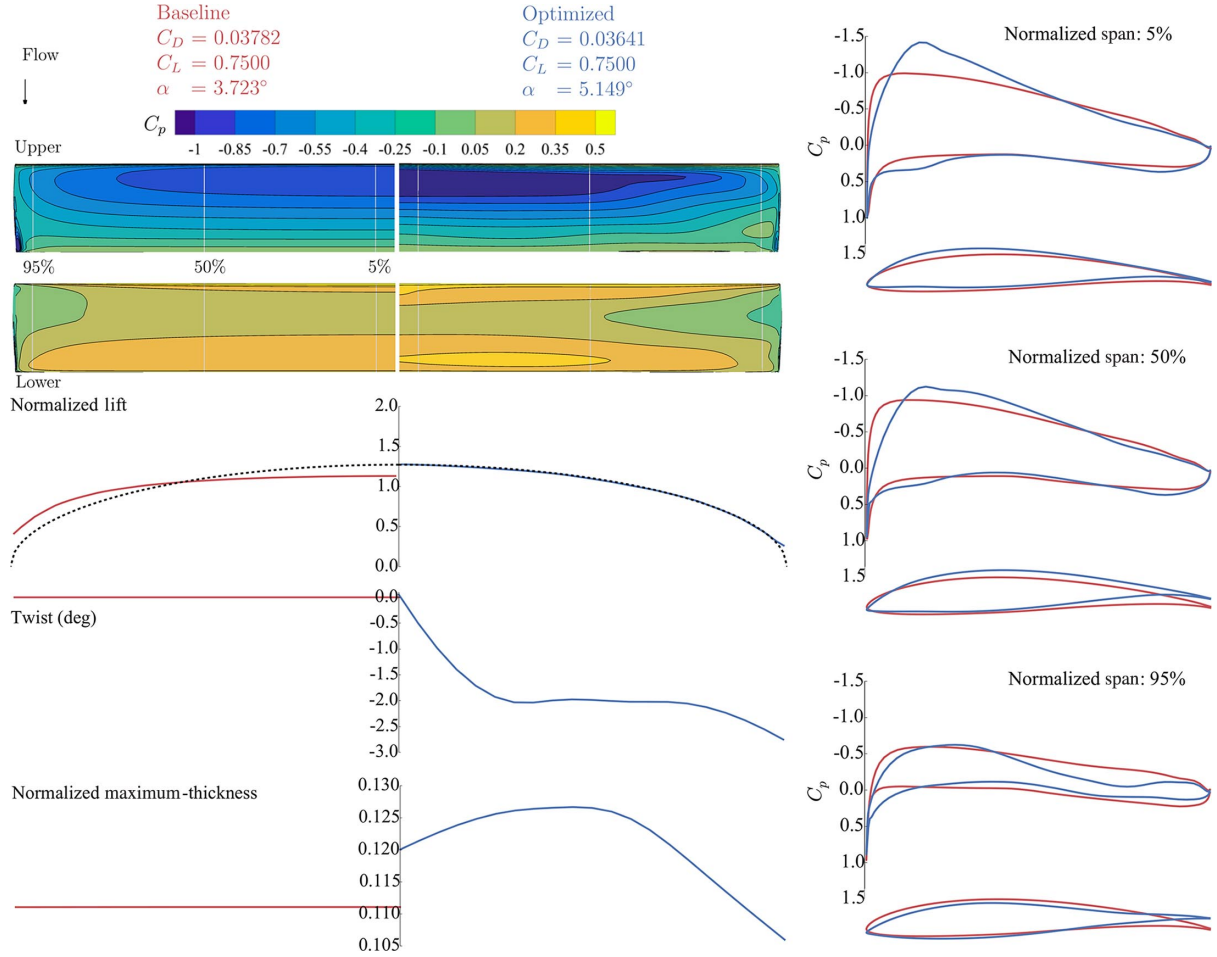 Baseline
C_D = 0.03782
C_L = 0.7500
α = 3.723°
Optimized
C_D = 0.03641
C_L = 0.7500
α = 5.149°
Flow
C_p
-1 -0.85 -0.7 -0.55 -0.4 -0.25 -0.1 0.05 0.2 0.35 0.5
Upper
95% 50% 5%
Lower
Normalized lift
2.0
1.5
1.0
0.5
0.0
Twist (deg)
0.0
-0.5
-1.0
-1.5
-2.0
-2.5
-3.0
Normalized maximum-thickness
0.130
0.125
0.120
0.115
0.110
0.105
Normalized span: 5%
C_p
-1.5
-1.0
-0.5
0.0
0.5
1.0
1.5
Normalized span: 50%
C_p
-1.5
-1.0
-0.5
0.0
0.5
1.0
1.5
Normalized span: 95%
C_p
-1.5
-1.0
-0.5
0.0
0.5
1.0
1.5